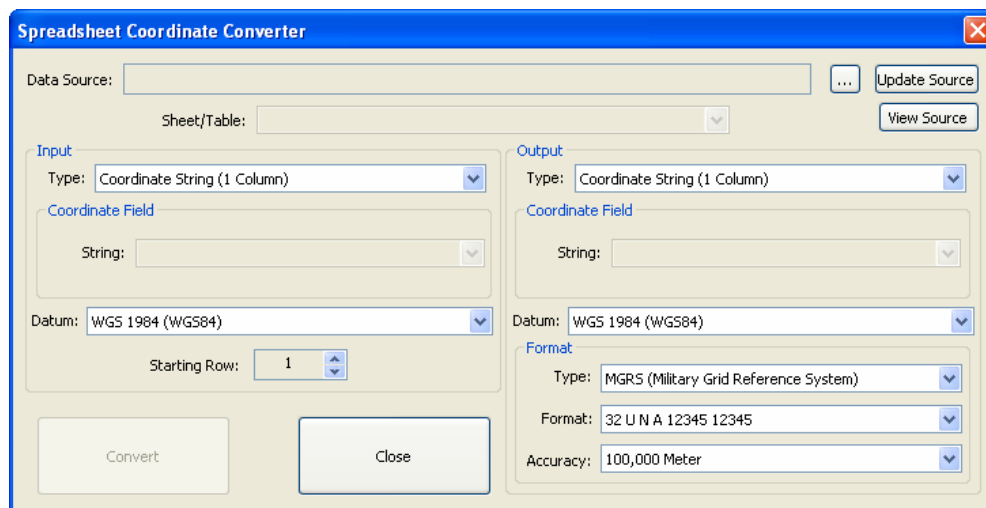 Spreadsheet Coordinate Converter
Data Source: ... Update Source
Sheet/Table: View Source
Input
Type: Coordinate String (1 Column)
Coordinate Field
String:
Datum: WGS 1984 (WGS84)
Starting Row: 1
Convert Close
Output
Type: Coordinate String (1 Column)
Coordinate Field
String:
Datum: WGS 1984 (WGS84)
Format
Type: MGRS (Military Grid Reference System)
Format: 32 U N A 12345 12345
Accuracy: 100,000 Meter